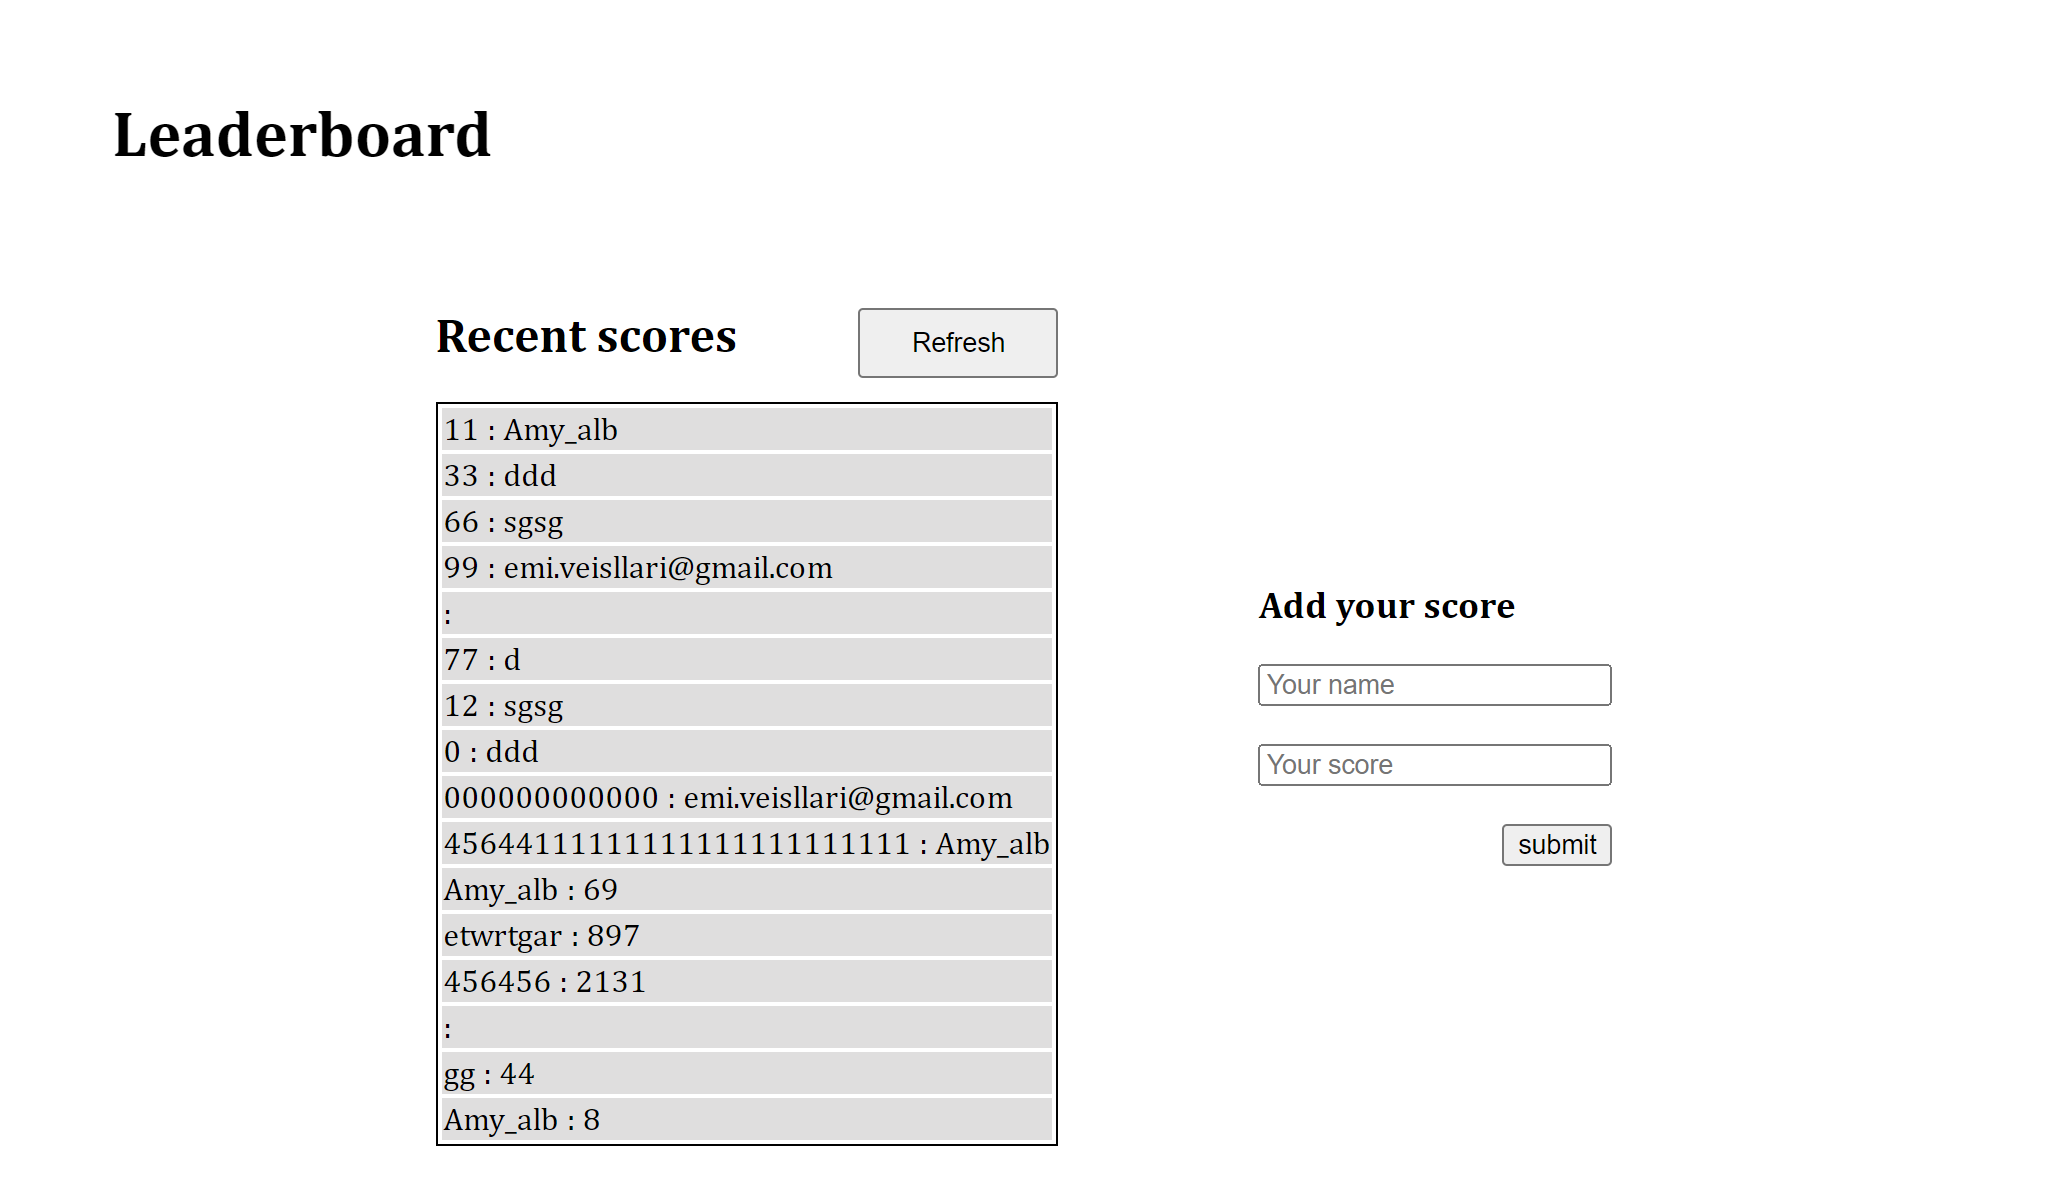 Leaderboard
Recent scores
Refresh
11 : Amy_alb
33 : ddd
66 : sgsg
99 : emi.veisllari@gmail.com
:
77 : d
12 : sgsg
0 : ddd
000000000000 : emi.veisllari@gmail.com
45644111111111111111111111 : Amy_alb
Amy_alb : 69
etwrtgar : 897
456456 : 2131
:
gg : 44
Amy_alb : 8
Add your score
Your name
Your score
submit